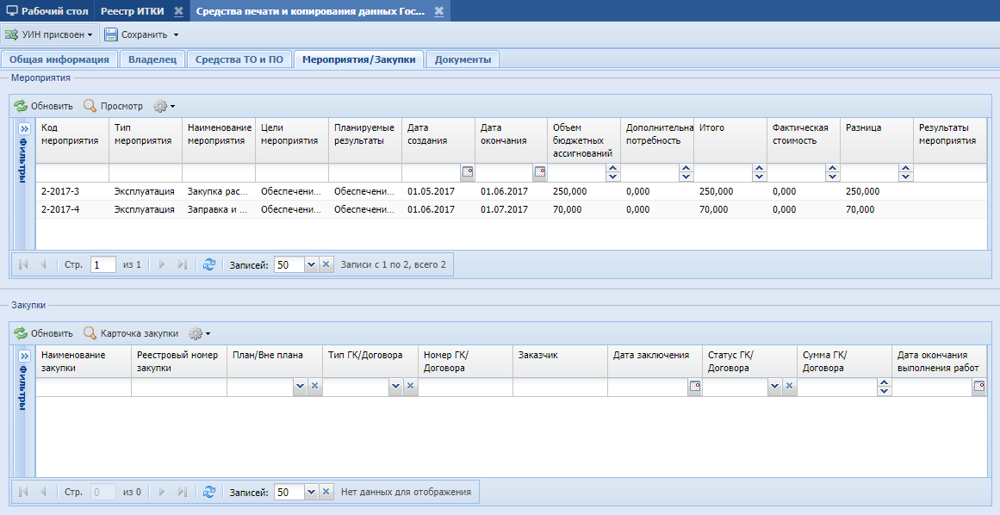 Рабочий стол Реестр ИТКИ Средства печати и копирования данных Гос...
УИН присвоен Сохранить
Общая информация Владелец Средства ТО и ПО Мероприятия/Закупки Документы
Мероприятия
Обновить Просмотр
Фильтры
Код мероприятия Тип мероприятия Наименование мероприятия Цели мероприятия Планируемые результаты Дата создания Дата окончания Объем бюджетных ассигнований Дополнительна потребность Итого Фактическая стоимость Разница Результаты мероприятия
2-2017-3 Эксплуатация Закупка рас... Обеспечени... Обеспечени... 01.05.2017 01.06.2017 250,000 0,000 250,000 0,000 250,000
2-2017-4 Эксплуатация Заправка и ... Обеспечени... Обеспечени... 01.06.2017 01.07.2017 70,000 0,000 70,000 0,000 70,000
Стр. 1 из 1 Записей: 50 Записи с 1 по 2, всего 2
Закупки
Обновить Карточка закупки
Фильтры
Наименование закупки Реестровый номер закупки План/Вне плана Тип ГК/Договора Номер ГК/Договора Заказчик Дата заключения Статус ГК/Договора Сумма ГК/Договора Дата окончания выполнения работ
Стр. 0 из 0 Записей: 50 Нет данных для отображения